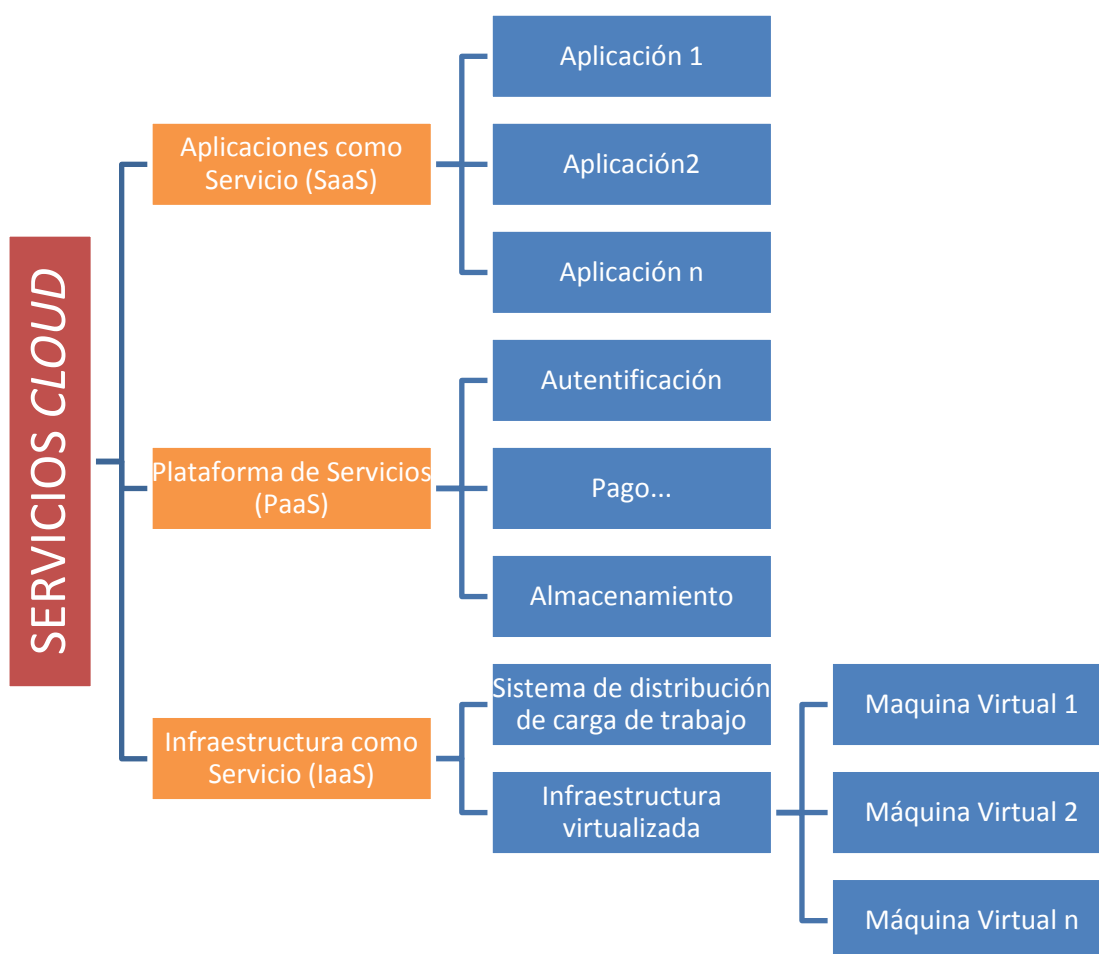 SERVICIOS CLOUD
Aplicaciones como
Servicio (SaaS)
Aplicación 1
Aplicación2
Aplicación n
Plataforma de Servicios
(PaaS)
Autentificación
Pago...
Almacenamiento
Infraestructura como
Servicio (IaaS)
Sistema de distribución
de carga de trabajo
Infraestructura
virtualizada
Maquina Virtual 1
Máquina Virtual 2
Máquina Virtual n